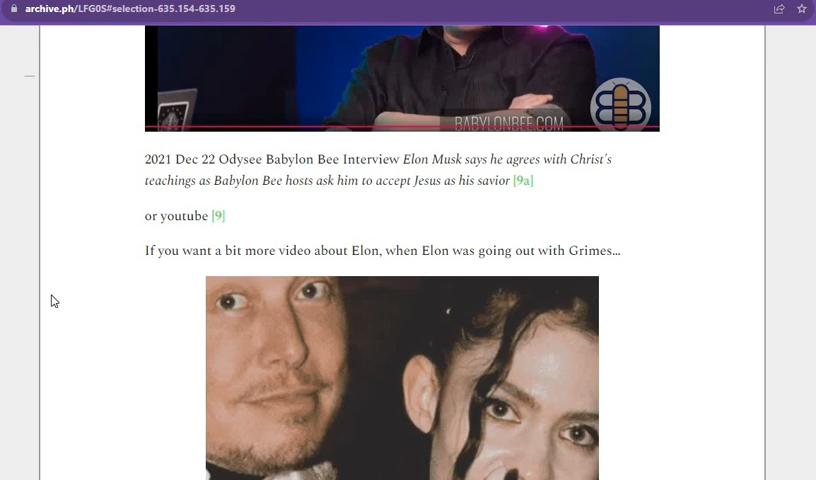 archive.ph/LFG0S#selection-635.154-635.159
BABYLONBEE.COM
2021 Dec 22 Odysee Babylon Bee Interview Elon Musk says he agrees with Christ's
teachings as Babylon Bee hosts ask him to accept Jesus as his savior [9a]
or youtube [9]
If you want a bit more video about Elon, when Elon was going out with Grimes...